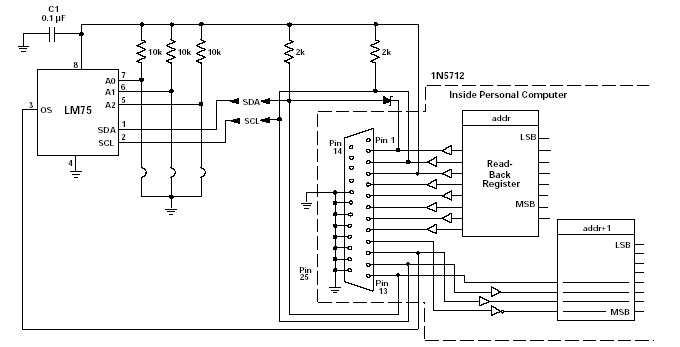 C1
0.1 µF
8
10k
10k
10k
2k
2k
1N5712
Inside Personal Computer
3
OS
LM75
A0
7
A1
6
A2
5
SDA
1
SCL
2
4
SDA
SCL
Pin
14
Pin 1
addr
LSB
Read-
Back
Register
MSB
addr+1
LSB
MSB
Pin
25
Pin
13